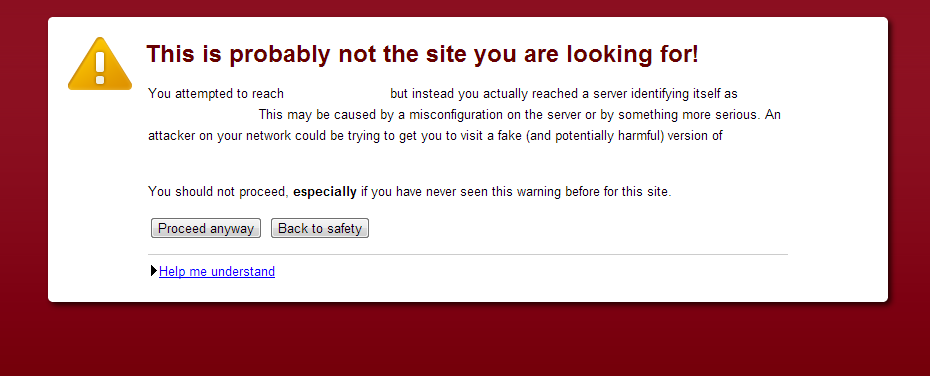 This is probably not the site you are looking for!
You attempted to reach but instead you actually reached a server identifying itself as
This may be caused by a misconfiguration on the server or by something more serious. An
attacker on your network could be trying to get you to visit a fake (and potentially harmful) version of
You should not proceed, especially if you have never seen this warning before for this site.
Proceed anyway Back to safety
Help me understand